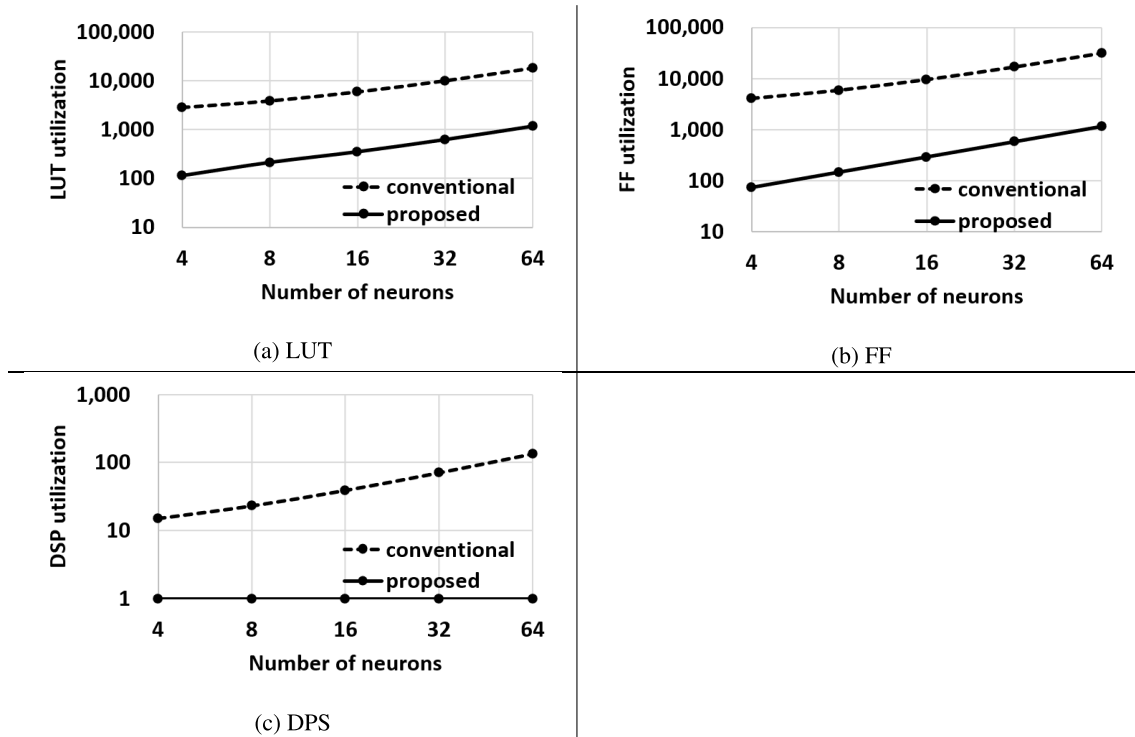 100,000
10,000
1,000
100
10
LUT utilization
conventional
proposed
4 8 16 32 64
Number of neurons
(a) LUT
100,000
10,000
1,000
100
10
FF utilization
conventional
proposed
4 8 16 32 64
Number of neurons
(b) FF
1,000
100
10
1
DSP utilization
conventional
proposed
4 8 16 32 64
Number of neurons
(c) DPS